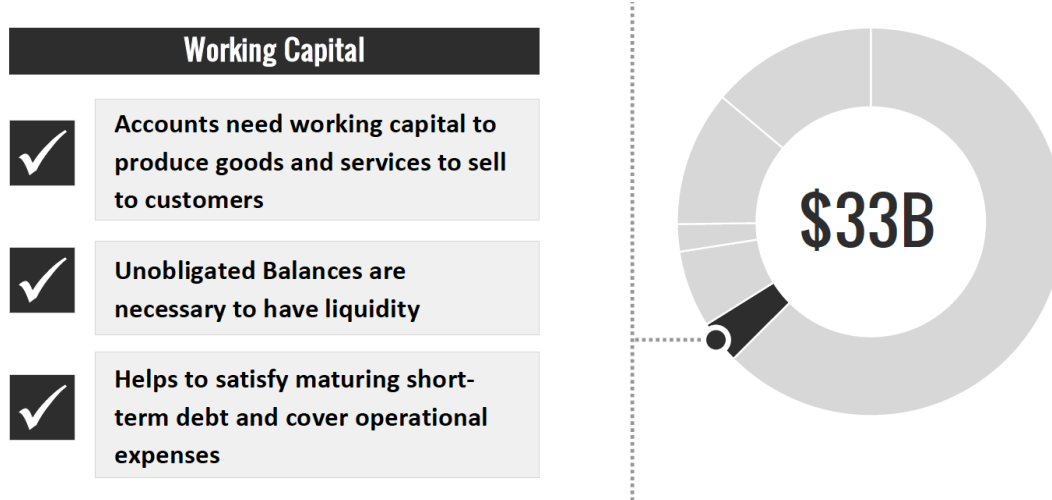 Working Capital
Accounts need working capital to
produce goods and services to sell
to customers
Unobligated Balances are
necessary to have liquidity
Helps to satisfy maturing short-
term debt and cover operational
expenses
$33B